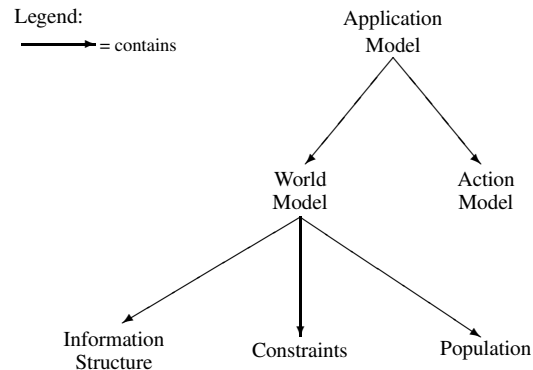 Legend:
= contains
Application
Model
World
Model
Action
Model
Information
Structure
Constraints
Population